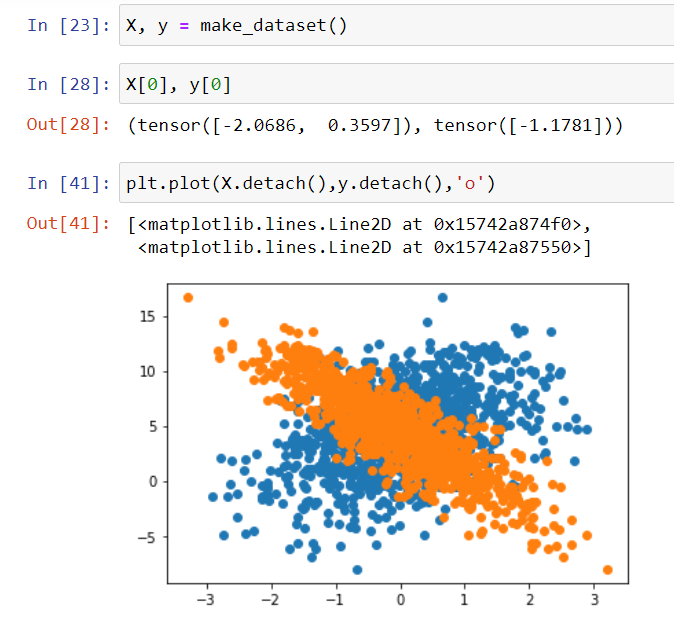 In [23]: X, y = make_dataset()
In [28]: X[0], y[0]
Out[28]: (tensor([-2.0686,  0.3597]), tensor([-1.1781]))
In [41]: plt.plot(X.detach(),y.detach(),'o')
Out[41]: [<matplotlib.lines.Line2D at 0x15742a874f0>,
 <matplotlib.lines.Line2D at 0x15742a87550>]
15
10
5
0
−5
−3 −2 −1 0 1 2 3